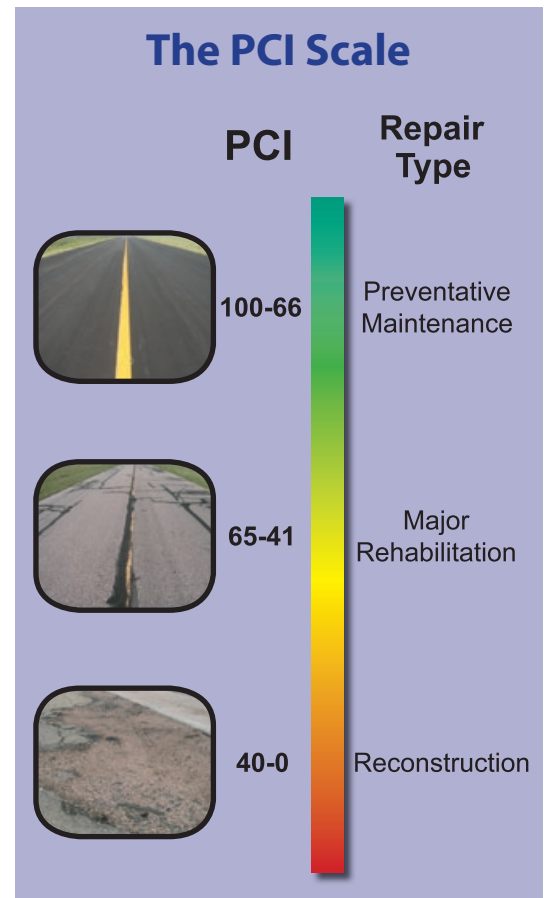 The PCI Scale
PCI
Repair
Type
100-66
Preventative
Maintenance
65-41
Major
Rehabilitation
40-0
Reconstruction